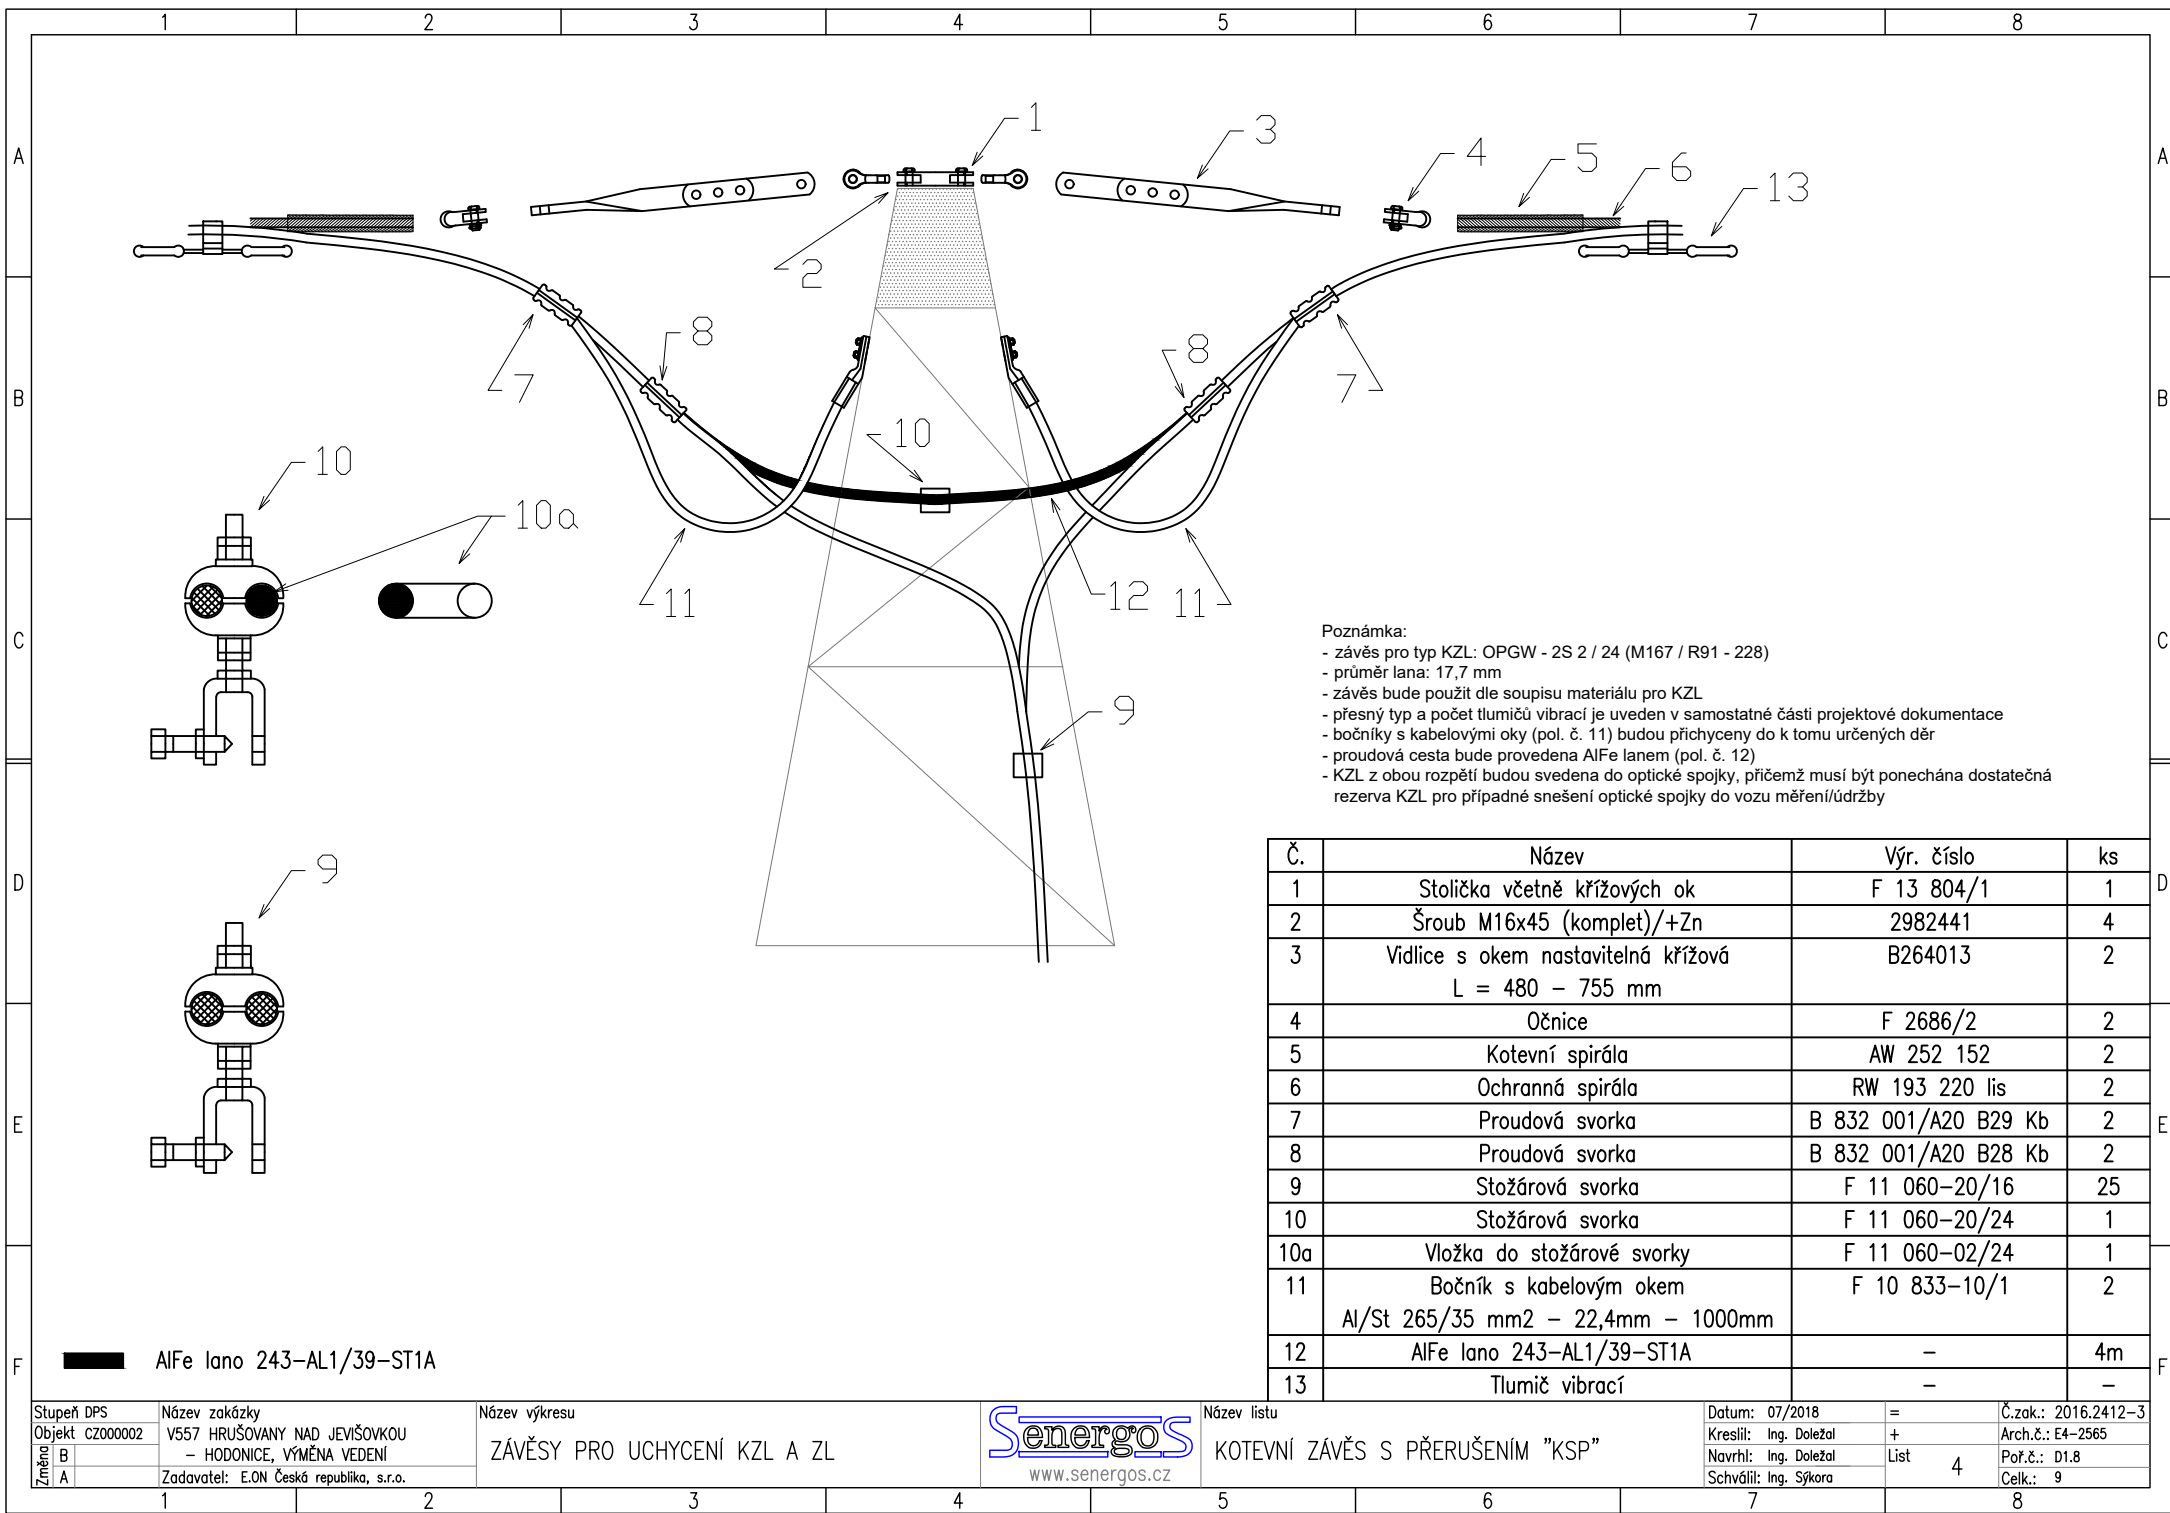 1 2 3 4 5 6 7 8
A A
B B
C C
D D
E E
F F
1
3
4
5
6
13
2
8
8
7
7
10
10
10a
11
12
11
9
9
Poznámka:
- závěs pro typ KZL: OPGW - 2S 2 / 24 (M167 / R91 - 228)
- průměr lana: 17,7 mm
- závěs bude použit dle soupisu materiálu pro KZL
- přesný typ a počet tlumičů vibrací je uveden v samostatné části projektové dokumentace
- bočníky s kabelovými oky (pol. č. 11) budou přichyceny do k tomu určených děr
- proudová cesta bude provedena AlFe lanem (pol. č. 12)
- KZL z obou rozpětí budou svedena do optické spojky, přičemž musí být ponechána dostatečná
rezerva KZL pro případné snešení optické spojky do vozu měření/údržby
Č. Název Výr. číslo ks
1 Stolička včetně křížových ok F 13 804/1 1
2 Šroub M16x45 (komplet)/+Zn 2982441 4
3 Vidlice s okem nastavitelná křížová B264013 2
L = 480 – 755 mm
4 Očnice F 2686/2 2
5 Kotevní spirála AW 252 152 2
6 Ochranná spirála RW 193 220 lis 2
7 Proudová svorka B 832 001/A20 B29 Kb 2
8 Proudová svorka B 832 001/A20 B28 Kb 2
9 Stožárová svorka F 11 060–20/16 25
10 Stožárová svorka F 11 060–20/24 1
10a Vložka do stožárové svorky F 11 060–02/24 1
11 Bočník s kabelovým okem F 10 833–10/1 2
Al/St 265/35 mm2 – 22,4mm – 1000mm
12 AlFe lano 243–AL1/39–ST1A – 4m
13 Tlumič vibrací – –
AlFe lano 243–AL1/39–ST1A
Stupeň DPS
Objekt CZ000002
Změna
B
A
Název zakázky
V557 HRUŠOVANY NAD JEVIŠOVKOU
– HODONICE, VÝMĚNA VEDENÍ
Zadavatel: E.ON Česká republika, s.r.o.
Název výkresu
ZÁVĚSY PRO UCHYCENÍ KZL A ZL
SenergoS
www.senergos.cz
Název listu
KOTEVNÍ ZÁVĚS S PŘERUŠENÍM "KSP"
Datum: 07/2018 = Č.zak.: 2016.2412–3
Kreslil: Ing. Doležal + Arch.č.: E4–2565
Navrhl: Ing. Doležal List 4 Poř.č.: D1.8
Schválil: Ing. Sýkora Celk.: 9
1 2 3 4 5 6 7 8